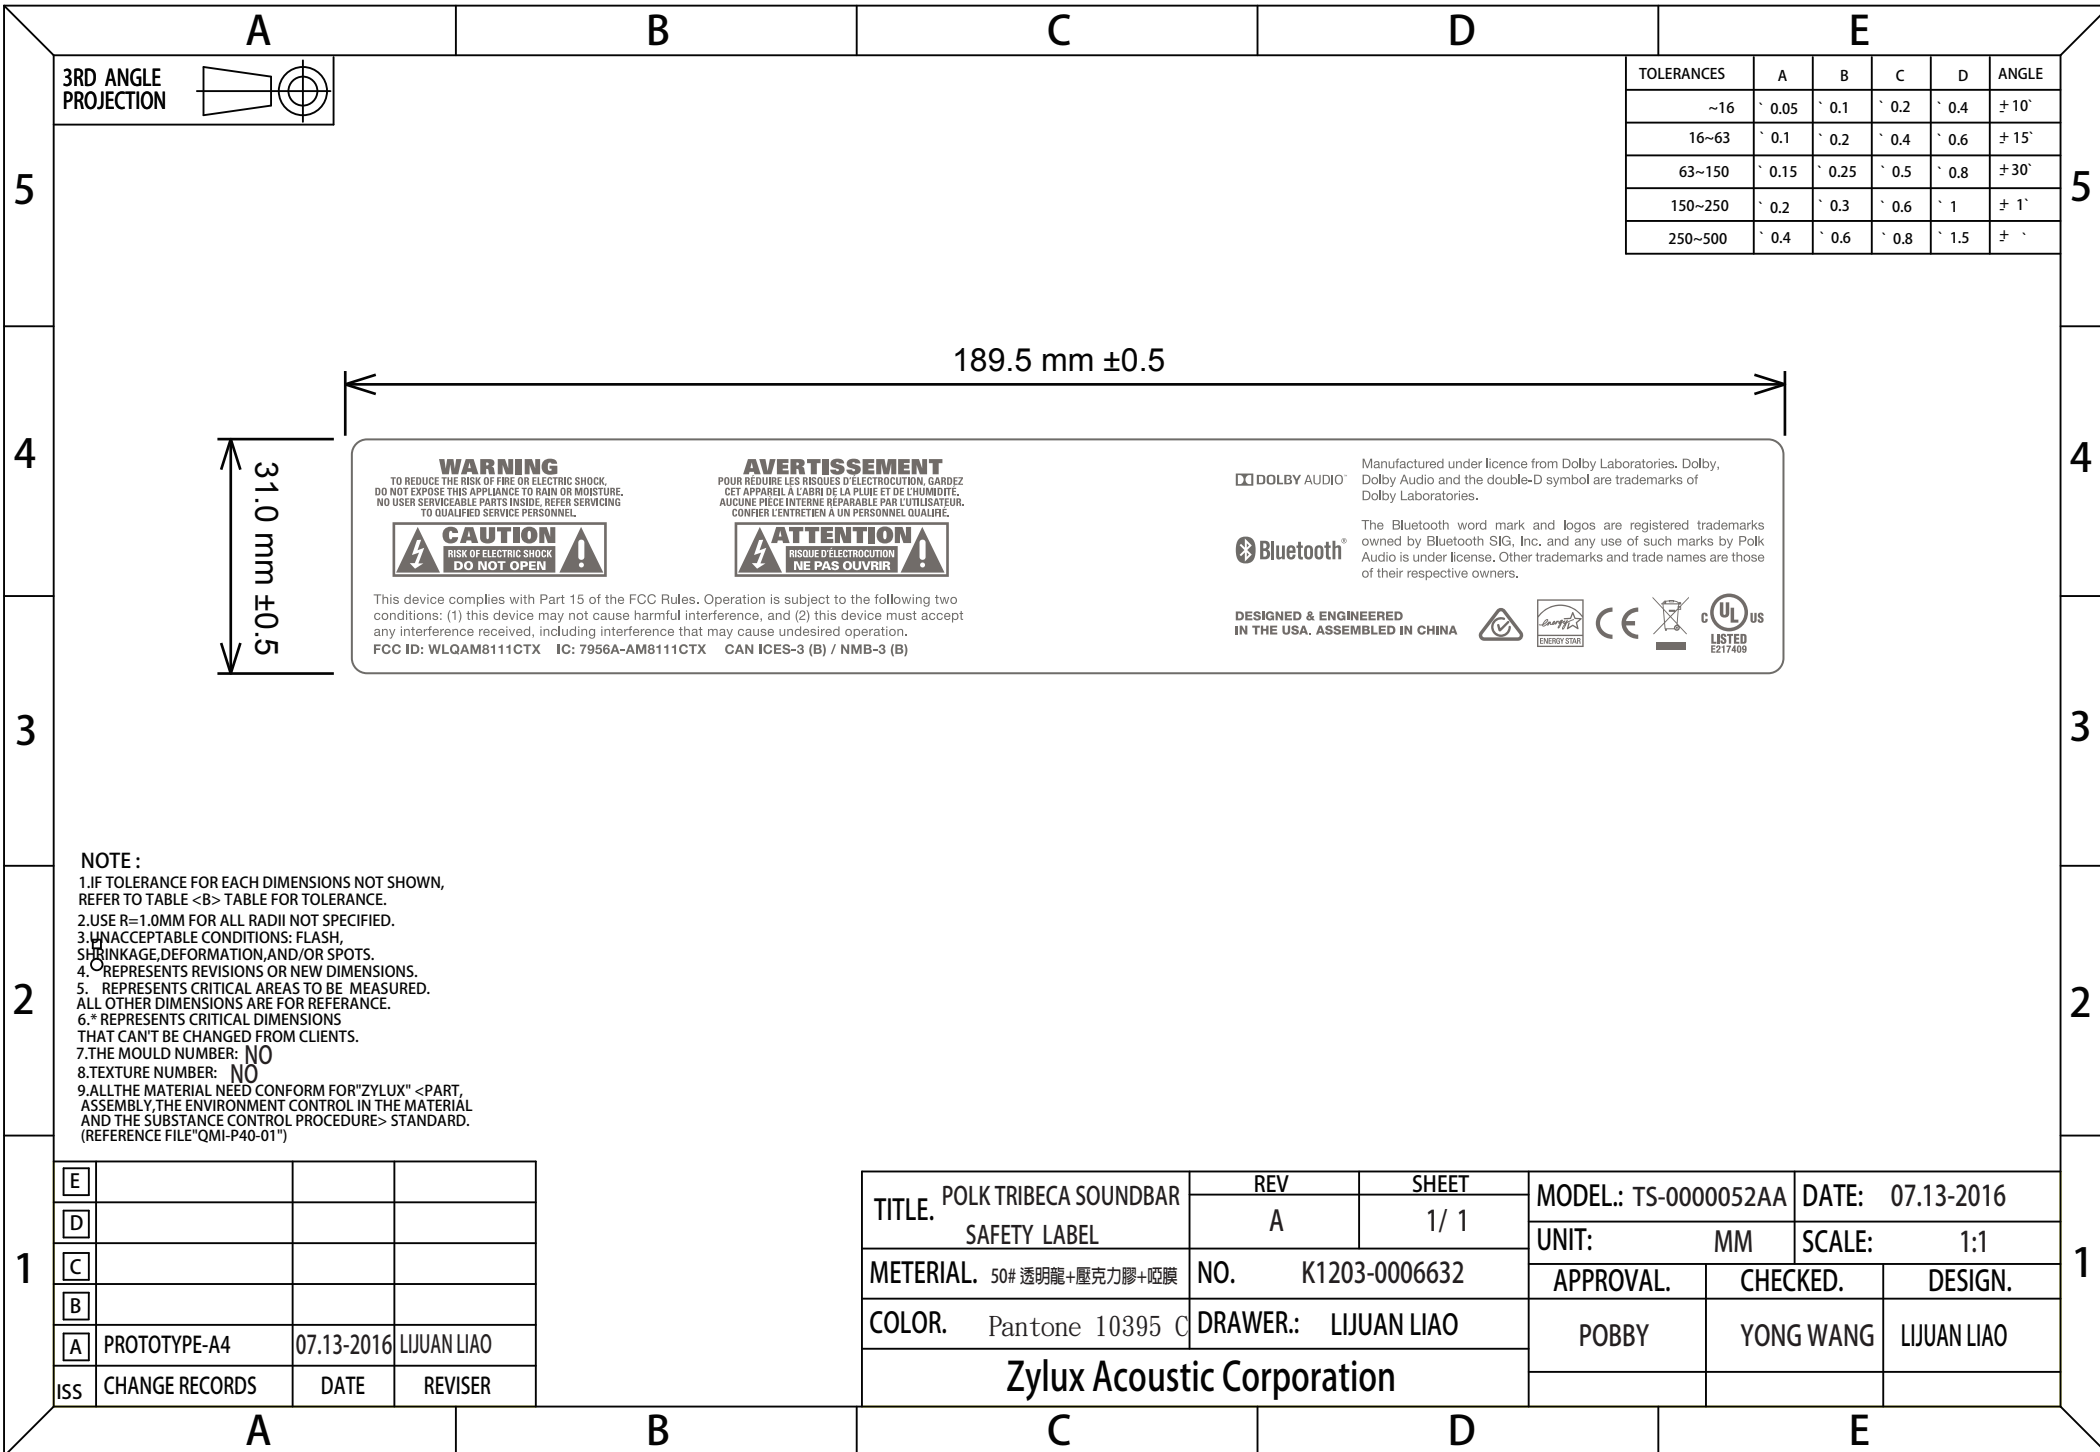 A B C D E
3RD ANGLE
PROJECTION
TOLERANCES A B C D ANGLE
~16 ` 0.05 ` 0.1 ` 0.2 ` 0.4 ± 10`
16~63 ` 0.1 ` 0.2 ` 0.4 ` 0.6 ± 15`
63~150 ` 0.15 ` 0.25 ` 0.5 ` 0.8 ± 30`
150~250 ` 0.2 ` 0.3 ` 0.6 ` 1 ± 1`
250~500 ` 0.4 ` 0.6 ` 0.8 ` 1.5 ± `
5 5
4 4
3 3
2 2
1 1
189.5 mm ±0.5
31.0 mm ±0.5
WARNING
TO REDUCE THE RISK OF FIRE OR ELECTRIC SHOCK,
DO NOT EXPOSE THIS APPLIANCE TO RAIN OR MOISTURE.
NO USER SERVICEABLE PARTS INSIDE, REFER SERVICING
TO QUALIFIED SERVICE PERSONNEL.
CAUTION
RISK OF ELECTRIC SHOCK
DO NOT OPEN
AVERTISSEMENT
POUR RÉDUIRE LES RISQUES D'ÉLECTROCUTION, GARDEZ
CET APPAREIL À L'ABRI DE LA PLUIE ET DE L'HUMIDITÉ.
AUCUNE PIÈCE INTERNE RÉPARABLE PAR L'UTILISATEUR.
CONFIER L'ENTRETIEN À UN PERSONNEL QUALIFIÉ.
ATTENTION
RISQUE D'ÉLECTROCUTION
NE PAS OUVRIR
This device complies with Part 15 of the FCC Rules. Operation is subject to the following two
conditions: (1) this device may not cause harmful interference, and (2) this device must accept
any interference received, including interference that may cause undesired operation.
FCC ID: WLQAM8111CTX IC: 7956A-AM8111CTX CAN ICES-3 (B) / NMB-3 (B)
DOLBY AUDIO™
Manufactured under licence from Dolby Laboratories. Dolby,
Dolby Audio and the double-D symbol are trademarks of
Dolby Laboratories.
Bluetooth®
The Bluetooth word mark and logos are registered trademarks
owned by Bluetooth SIG, Inc. and any use of such marks by Polk
Audio is under license. Other trademarks and trade names are those
of their respective owners.
DESIGNED & ENGINEERED
IN THE USA. ASSEMBLED IN CHINA
energy
ENERGY STAR
CE
C UL US
LISTED
E217409
NOTE :
1.IF TOLERANCE FOR EACH DIMENSIONS NOT SHOWN,
REFER TO TABLE <B> TABLE FOR TOLERANCE.
2.USE R=1.0MM FOR ALL RADII NOT SPECIFIED.
3.UNACCEPTABLE CONDITIONS: FLASH,
SHRINKAGE,DEFORMATION,AND/OR SPOTS.
4. REPRESENTS REVISIONS OR NEW DIMENSIONS.
5. REPRESENTS CRITICAL AREAS TO BE MEASURED.
ALL OTHER DIMENSIONS ARE FOR REFERANCE.
6.* REPRESENTS CRITICAL DIMENSIONS
THAT CAN'T BE CHANGED FROM CLIENTS.
7.THE MOULD NUMBER: NO
8.TEXTURE NUMBER: NO
9.ALLTHE MATERIAL NEED CONFORM FOR"ZYLUX" <PART,
ASSEMBLY,THE ENVIRONMENT CONTROL IN THE MATERIAL
AND THE SUBSTANCE CONTROL PROCEDURE> STANDARD.
(REFERENCE FILE"QMI-P40-01")
E
D
C
B
A PROTOTYPE-A4 07.13-2016 LIJUAN LIAO
ISS CHANGE RECORDS DATE REVISER
TITLE. POLK TRIBECA SOUNDBAR
SAFETY LABEL
REV SHEET
A 1/ 1
METERIAL. 50# 透明龍+壓克力膠+啞膜
NO. K1203-0006632
COLOR. Pantone 10395 C
DRAWER.: LIJUAN LIAO
Zylux Acoustic Corporation
MODEL.: TS-0000052AA DATE: 07.13-2016
UNIT: MM SCALE: 1:1
APPROVAL. CHECKED. DESIGN.
POBBY YONG WANG LIJUAN LIAO
A B C D E